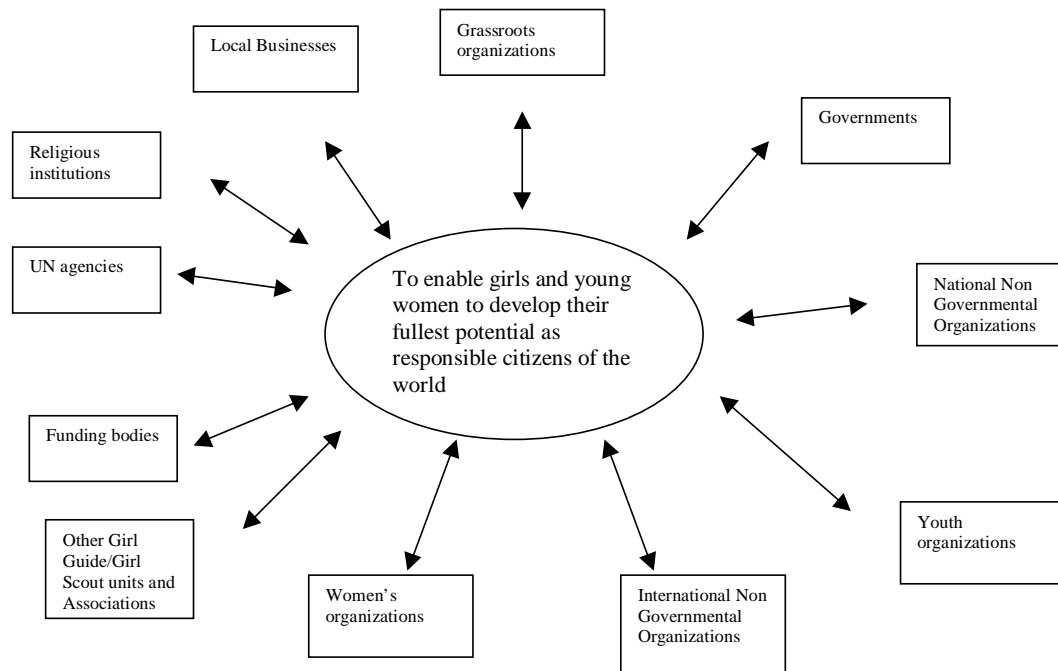 Grassroots
organizations
Local Businesses
Governments
Religious
institutions
UN agencies
To enable girls and young
women to develop their
fullest potential as
responsible citizens of the
world
National Non
Governmental
Organizations
Funding bodies
Youth
organizations
Other Girl
Guide/Girl
Scout units and
Associations
Women’s
organizations
International Non
Governmental
Organizations